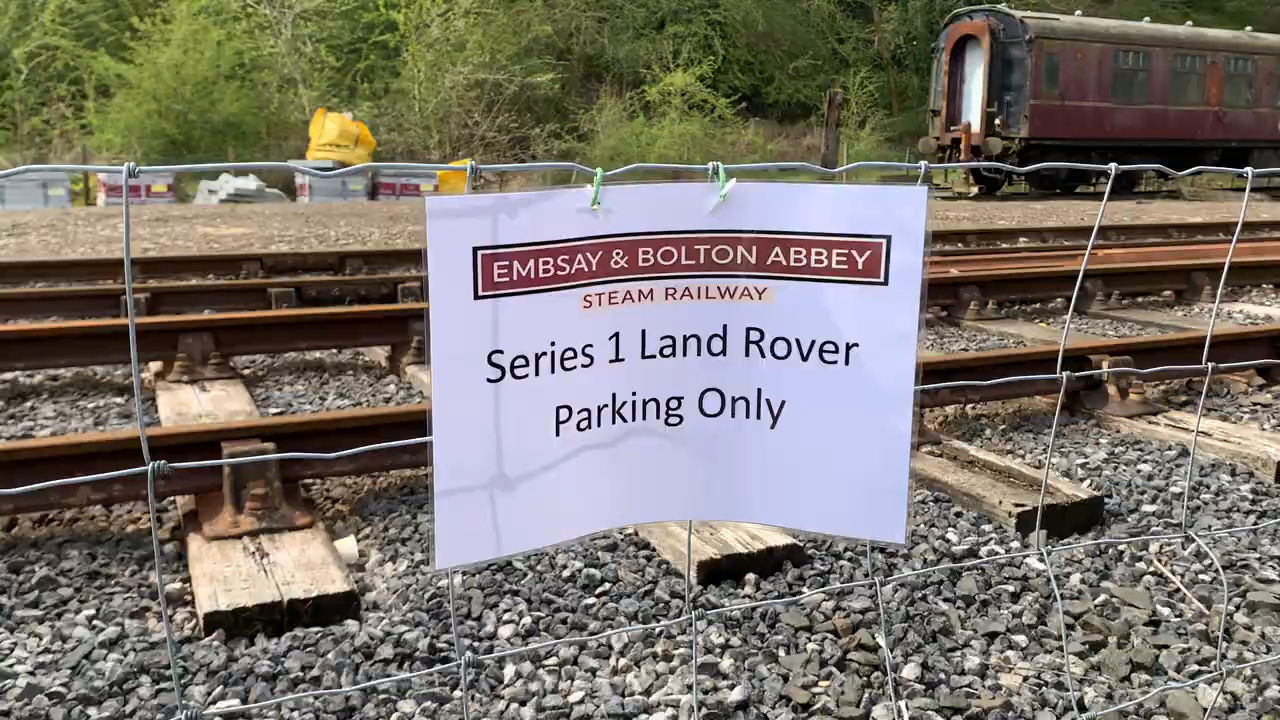 EMBSAY & BOLTON ABBEY
STEAM RAILWAY
Series 1 Land Rover
Parking Only